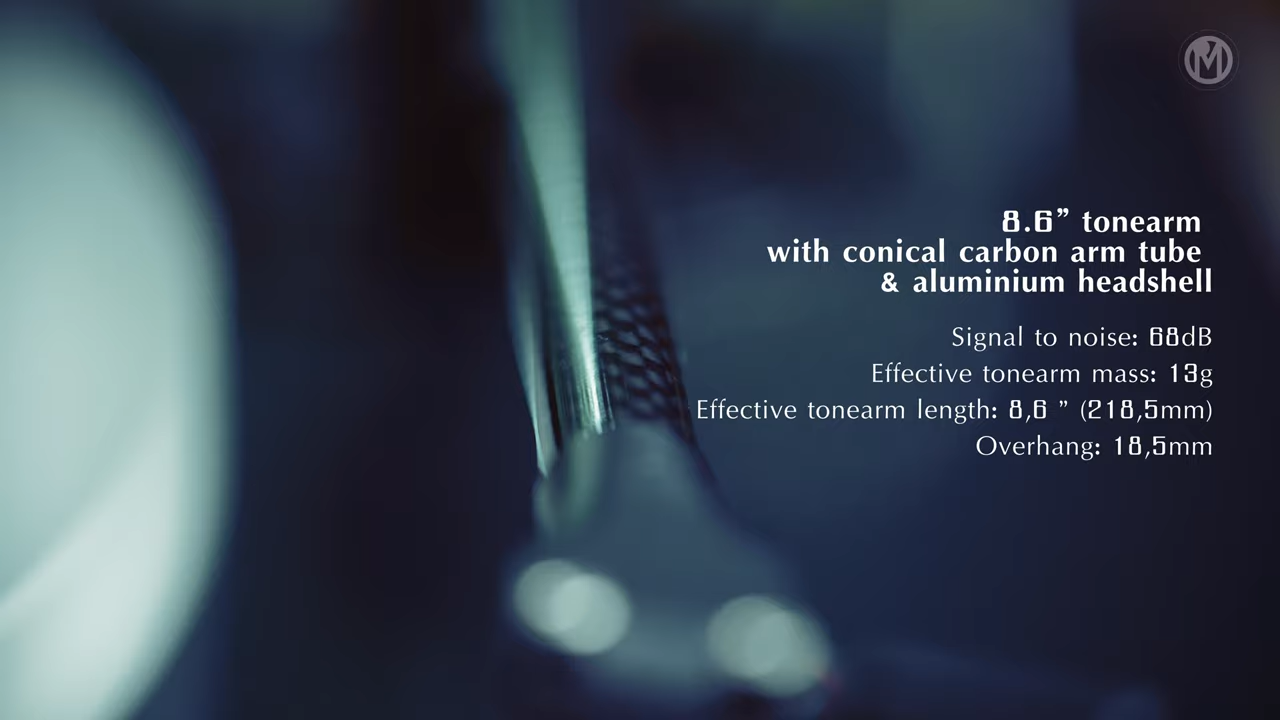 8.6” tonearm
with conical carbon arm tube
& aluminium headshell
Signal to noise: 68dB
Effective tonearm mass: 13g
Effective tonearm length: 8,6 ” (218,5mm)
Overhang: 18,5mm